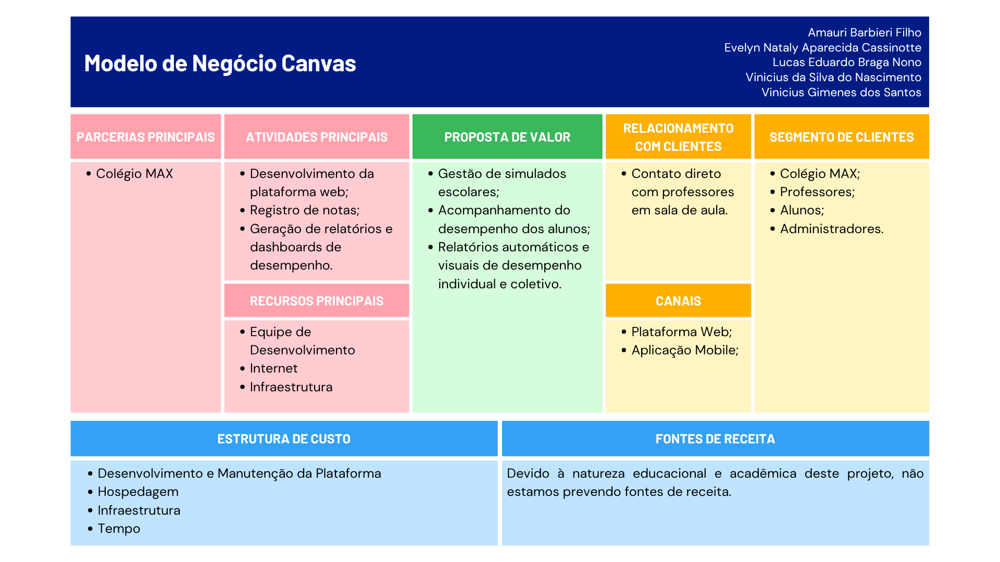 Modelo de Negócio Canvas
Amauri Barbieri Filho
Evelyn Nataly Aparecida Cassinotte
Lucas Eduardo Braga Nono
Vinicius da Silva do Nascimento
Vinicius Gimenes dos Santos
PARCERIAS PRINCIPAIS
• Colégio MAX
ATIVIDADES PRINCIPAIS
• Desenvolvimento da
plataforma web;
• Registro de notas;
• Geração de relatórios e
dashboards de
desempenho.
RECURSOS PRINCIPAIS
• Equipe de
Desenvolvimento
• Internet
• Infraestrutura
PROPOSTA DE VALOR
• Gestão de simulados
escolares;
• Acompanhamento do
desempenho dos alunos;
• Relatórios automáticos e
visuais de desempenho
individual e coletivo.
RELACIONAMENTO
COM CLIENTES
• Contato direto
com professores
em sala de aula.
CANAIS
• Plataforma Web;
• Aplicação Mobile;
SEGMENTO DE CLIENTES
• Colégio MAX;
• Professores;
• Alunos;
• Administradores.
ESTRUTURA DE CUSTO
• Desenvolvimento e Manutenção da Plataforma
• Hospedagem
• Infraestrutura
• Tempo
FONTES DE RECEITA
Devido à natureza educacional e acadêmica deste projeto, não
estamos prevendo fontes de receita.